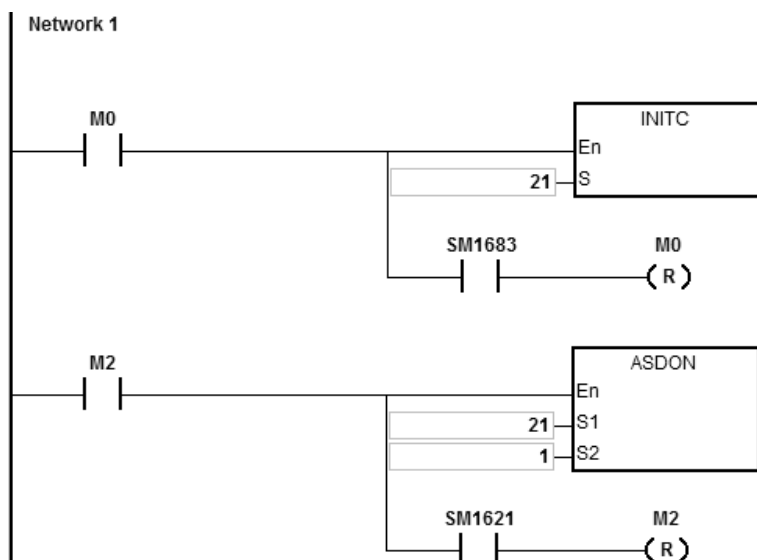 Network 1
M0
INITC
En
21
S
SM1683
M0
R
M2
ASDON
En
21
S1
1
S2
SM1621
M2
R